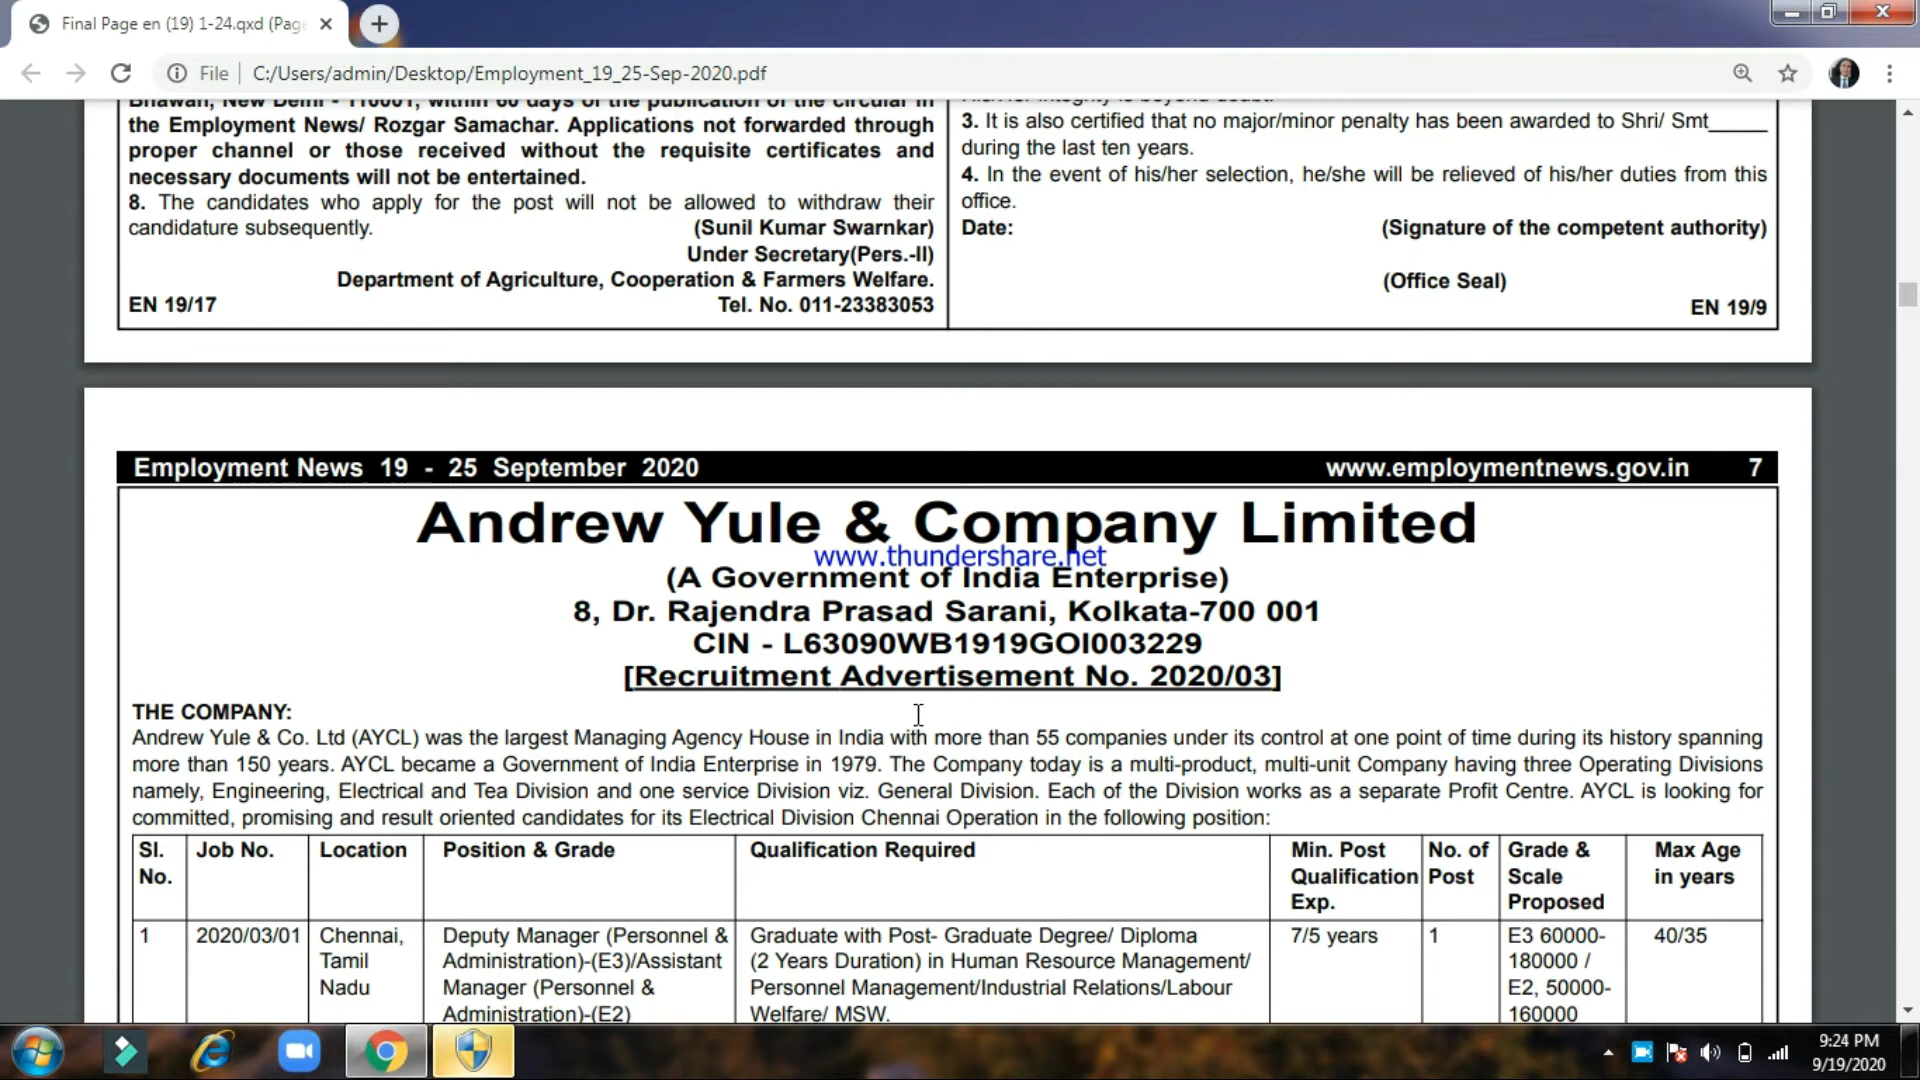 Final Page en (19) 1-24.qxd (Pag
File
C:/Users/admin/Desktop/Employment_19_25-Sep-2020.pdf
Bhawan, New Delhi - 110001, within 60 days of the publication of the circular in
the Employment News/ Rozgar Samachar. Applications not forwarded through
proper channel or those received without the requisite certificates and
necessary documents will not be entertained.
8. The candidates who apply for the post will not be allowed to withdraw their
candidature subsequently. (Sunil Kumar Swarnkar)
Under Secretary(Pers.-II)
Department of Agriculture, Cooperation & Farmers Welfare.
EN 19/17 Tel. No. 011-23383053
3. It is also certified that no major/minor penalty has been awarded to Shri/ Smt_____
during the last ten years.
4. In the event of his/her selection, he/she will be relieved of his/her duties from this
office.
Date: (Signature of the competent authority)
(Office Seal)
EN 19/9
Employment News 19 - 25 September 2020 www.employmentnews.gov.in 7
Andrew Yule & Company Limited
www.thundershare.net
(A Government of India Enterprise)
8, Dr. Rajendra Prasad Sarani, Kolkata-700 001
CIN - L63090WB1919GOI003229
[Recruitment Advertisement No. 2020/03]
THE COMPANY:
Andrew Yule & Co. Ltd (AYCL) was the largest Managing Agency House in India with more than 55 companies under its control at one point of time during its history spanning
more than 150 years. AYCL became a Government of India Enterprise in 1979. The Company today is a multi-product, multi-unit Company having three Operating Divisions
namely, Engineering, Electrical and Tea Division and one service Division viz. General Division. Each of the Division works as a separate Profit Centre. AYCL is looking for
committed, promising and result oriented candidates for its Electrical Division Chennai Operation in the following position:
Sl. Job No. Location Position & Grade Qualification Required Min. Post No. of Grade & Max Age
No. Qualification Post Scale in years
Exp. Proposed
1 2020/03/01 Chennai, Deputy Manager (Personnel & Graduate with Post- Graduate Degree/ Diploma 7/5 years 1 E3 60000- 40/35
Tamil Administration)-(E3)/Assistant (2 Years Duration) in Human Resource Management/ 180000 /
Nadu Manager (Personnel & Personnel Management/Industrial Relations/Labour E2, 50000-
Administration)-(E2) Welfare/ MSW. 160000
9:24 PM
9/19/2020